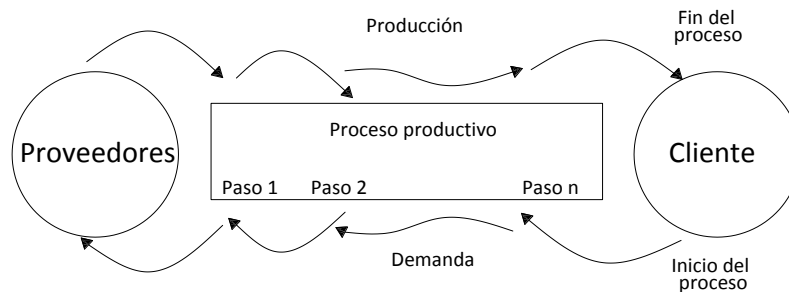 Producción
Fin del
proceso
Proveedores
Proceso productivo
Cliente
Paso 1
Paso 2
Paso n
Demanda
Inicio del
proceso